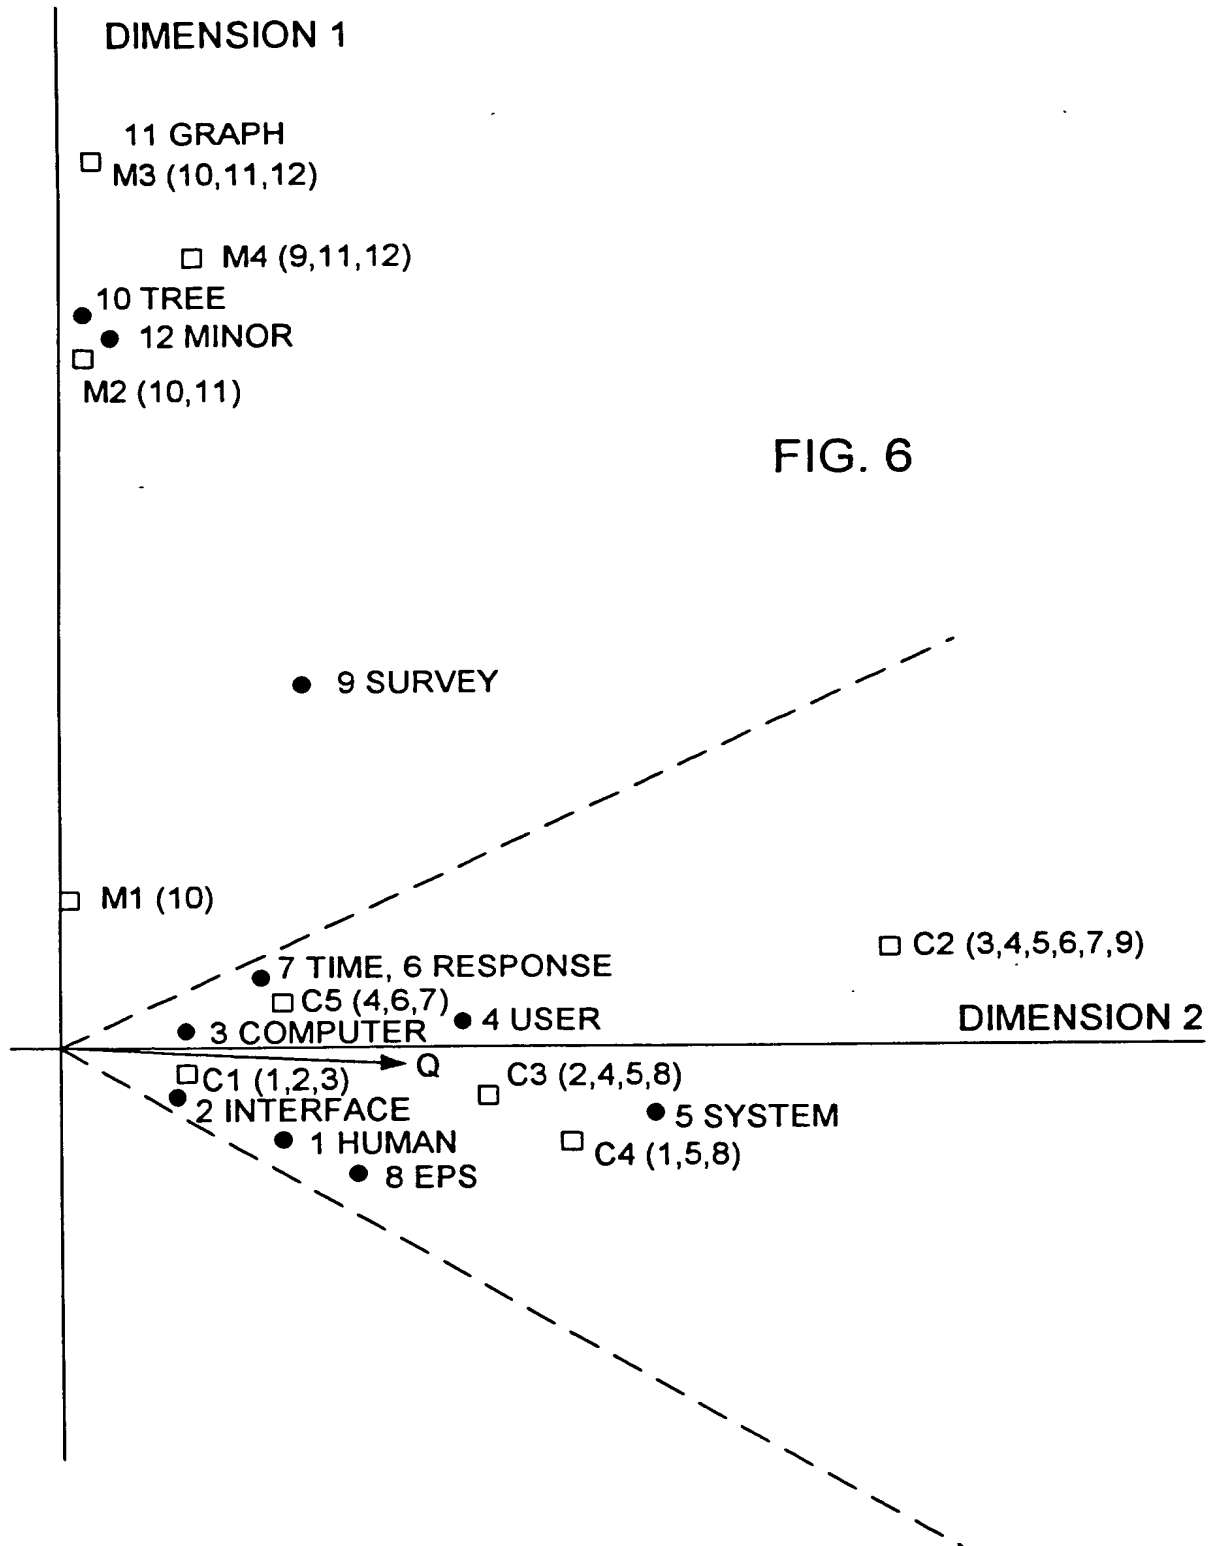 DIMENSION 1
11 GRAPH
M3 (10,11,12)
M4 (9,11,12)
10 TREE
12 MINOR
M2 (10,11)
FIG. 6
9 SURVEY
M1 (10)
C2 (3,4,5,6,7,9)
7 TIME, 6 RESPONSE
C5 (4,6,7)
4 USER
DIMENSION 2
3 COMPUTER
Q
C3 (2,4,5,8)
C1 (1,2,3)
2 INTERFACE
5 SYSTEM
1 HUMAN
C4 (1,5,8)
8 EPS